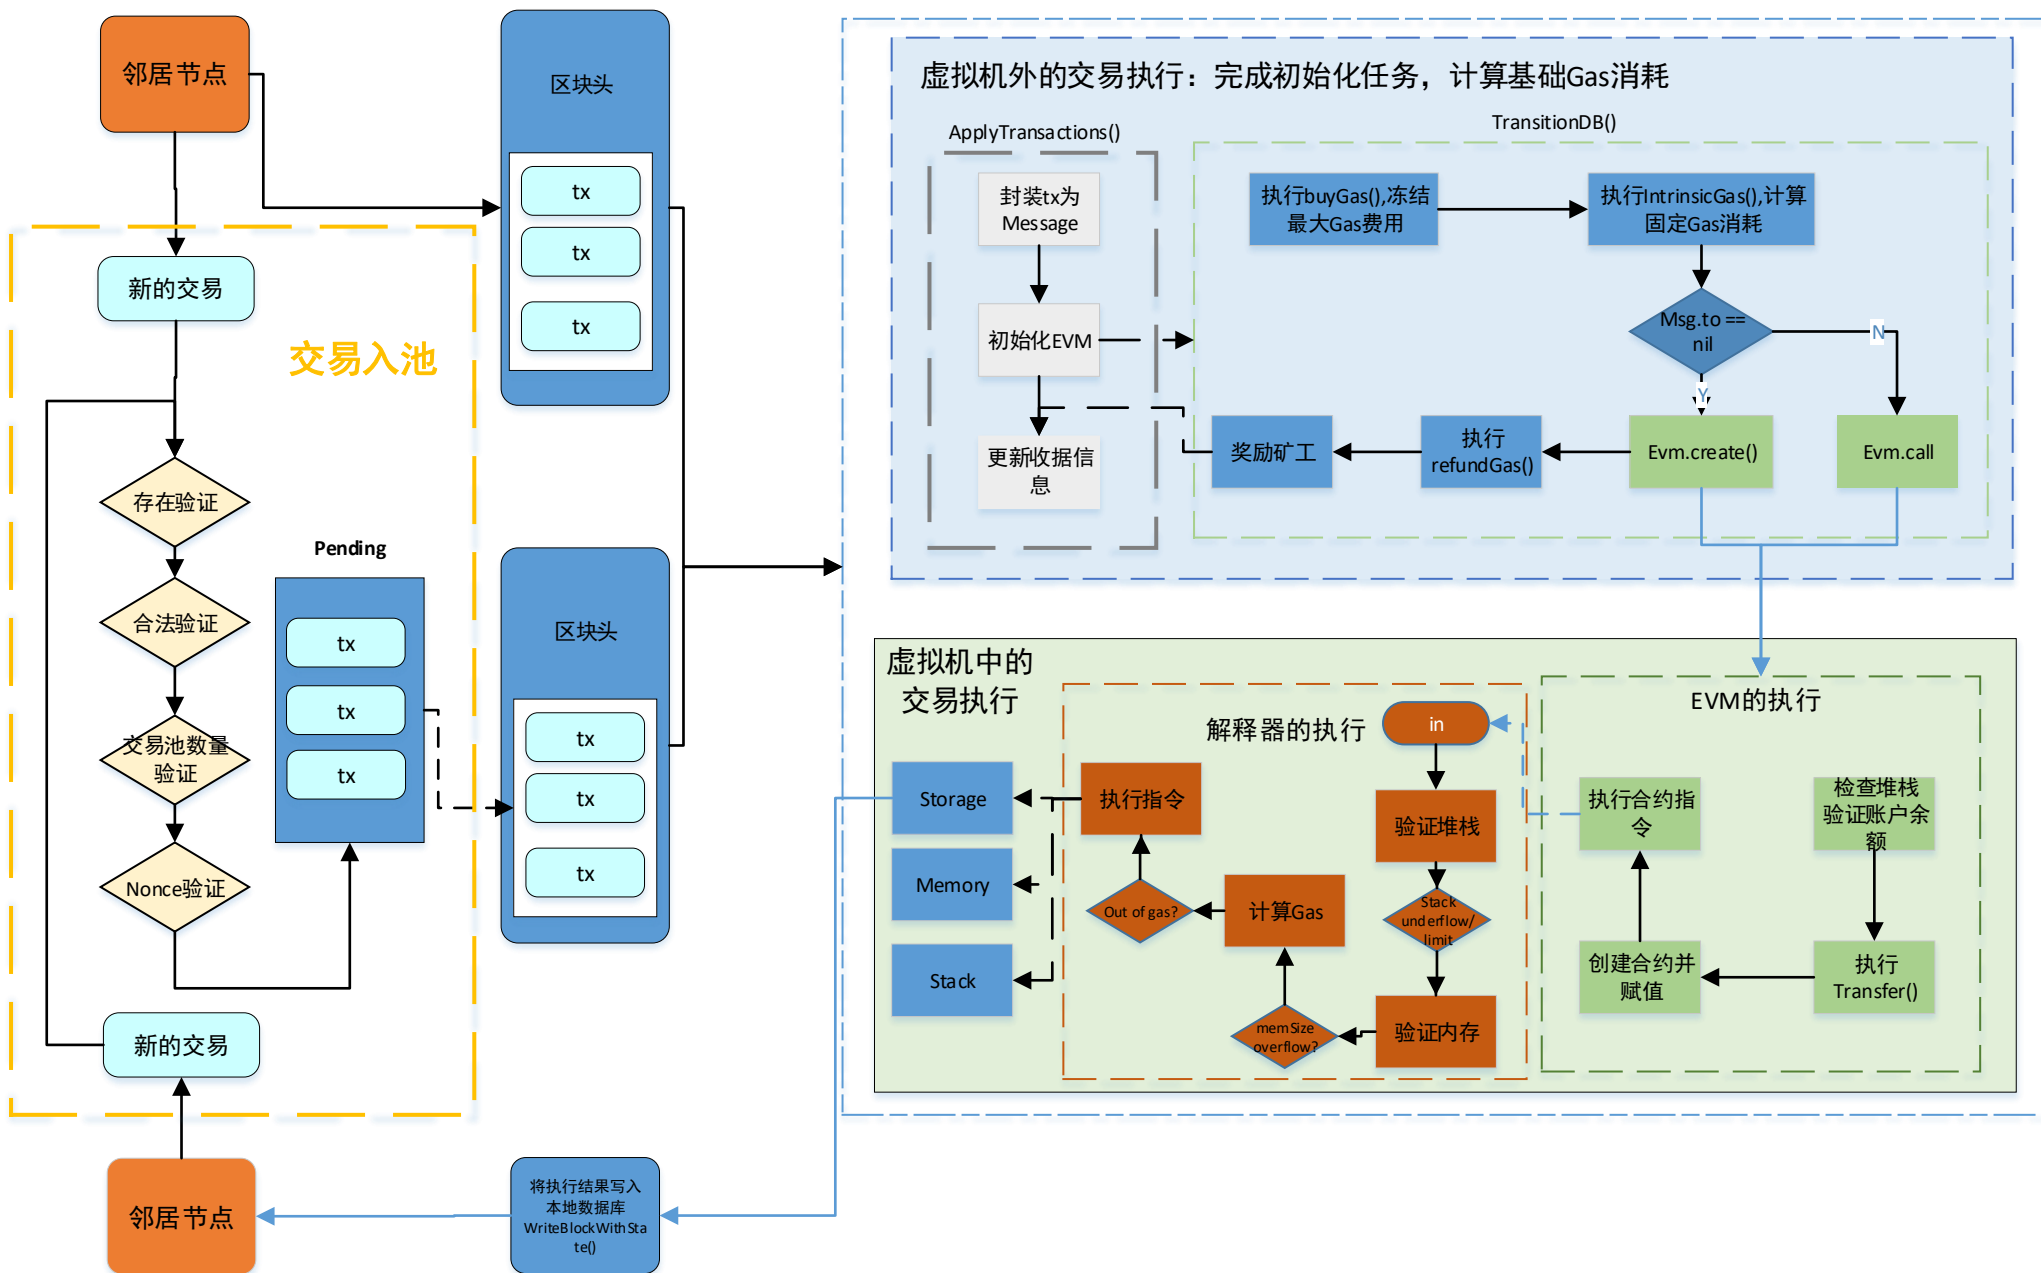 邻居节点
新的交易
交易入池
存在验证
合法验证
交易池数量
验证
Nonce验证
Pending
tx
tx
tx
新的交易
邻居节点
区块头
tx
tx
tx
区块头
tx
tx
tx
将执行结果写入
本地数据库
WriteBlockWithSta
te()
虚拟机外的交易执行：完成初始化任务，计算基础Gas消耗
ApplyTransactions()
封装tx为
Message
初始化EVM
更新收据信
息
TransitionDB()
执行buyGas(),冻结
最大Gas费用
执行IntrinsicGas(),计算
固定Gas消耗
Msg.to ==
nil
N
Y
奖励矿工
执行
refundGas()
Evm.create()
Evm.call
虚拟机中的
交易执行
Storage
Memory
Stack
解释器的执行
in
执行指令
验证堆栈
Out of gas?
计算Gas
Stack
underflow/
limit
memSize
overflow?
验证内存
EVM的执行
执行合约指
令
检查堆栈
验证账户余
额
创建合约并
赋值
执行
Transfer()